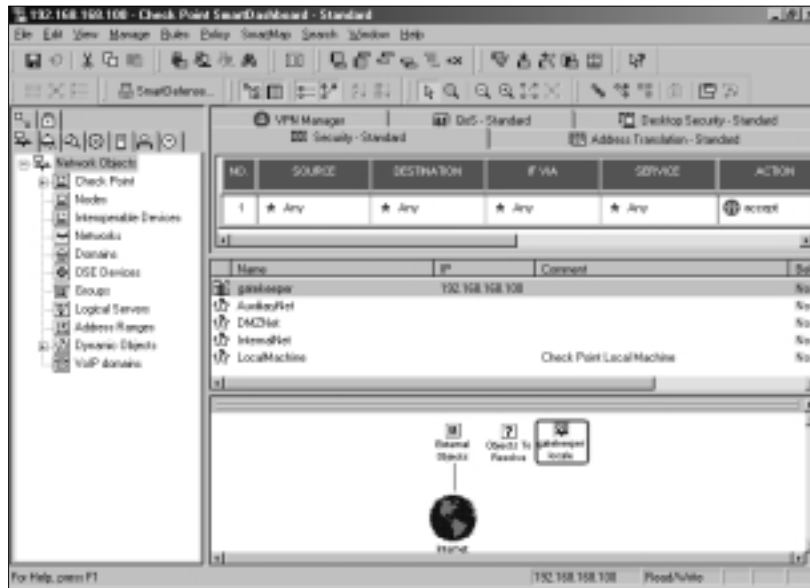 192.168.168.100 - Check Point SmartDashboard - Standard
File Edit View Manage Rules Policy SmartMap Search Window Help
SmartDefense...
VPN Manager QoS - Standard Desktop Security - Standard
Security - Standard Address Translation - Standard
NO. SOURCE DESTINATION IF VIA SERVICE ACTION
1 Any Any Any Any accept
Network Objects
Check Point
Nodes
Interoperable Devices
Networks
Domains
OSE Devices
Groups
Logical Servers
Address Ranges
Dynamic Objects
VoIP domains
Name IP Comment
gatekeeper 192.168.168.100 No
AuxiliaryNet No
DMZNet No
InternalNet No
LocalMachine Check Point Local Machine No
External Objects
Objects To Resolve
gatekeeper locale
Internet
For Help, press F1 192.168.168.100 Read/Write